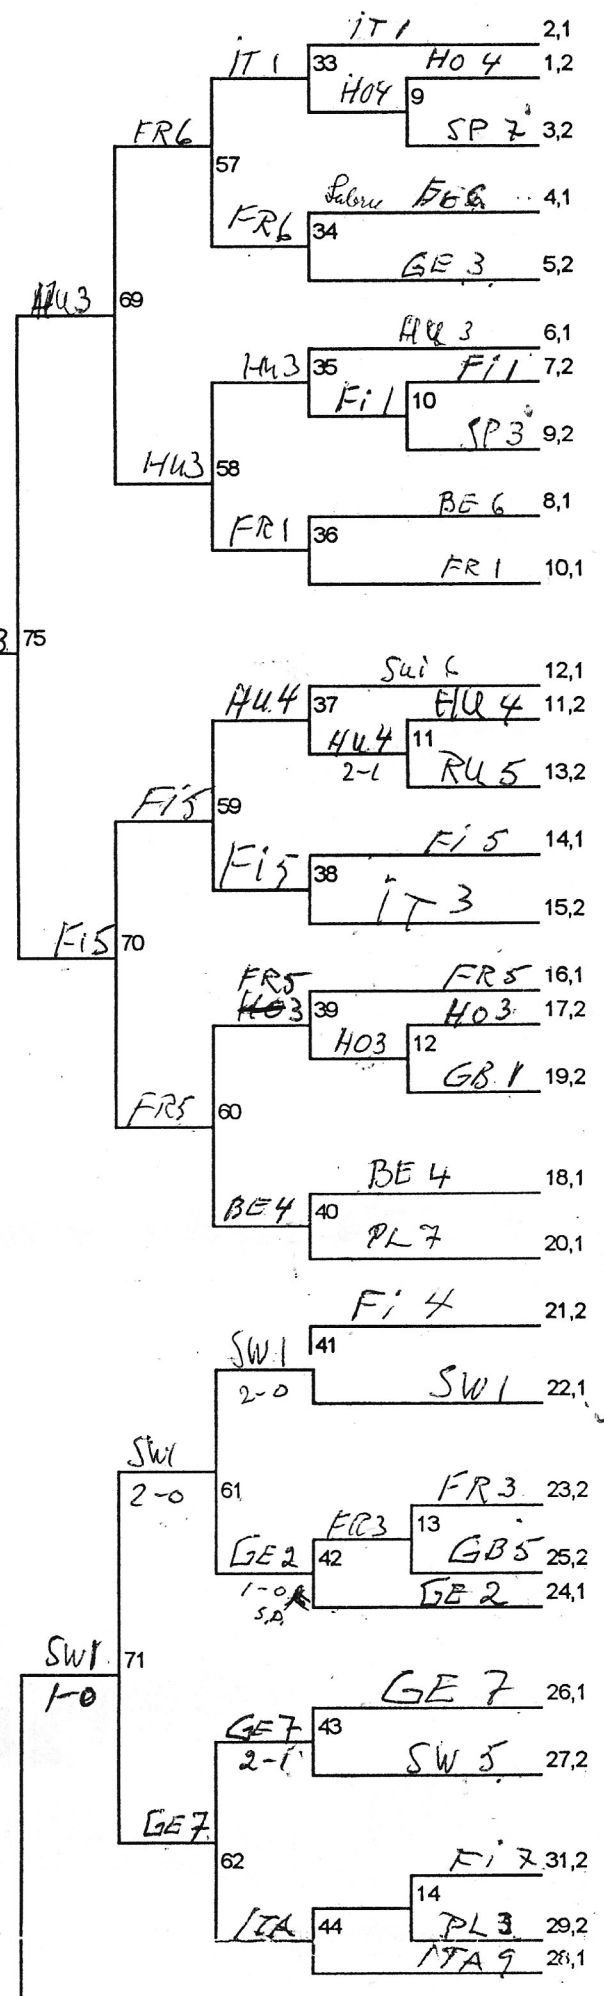 iT 1 2,1
iT 1 33 HO 4 1,2
HO4 9
FR6 SP 7 3,2
57
4,1
FR6 34
GE 3 5,2
HU3 69
HU 3 6,1
HU3 35 Fi 1 7,2
Fi 1 10
SP 3 9,2
HU3 58
BE 6 8,1
FR 1 36
FR 1 10,1
75
Sui 6 12,1
HU.4 37 HU 4 11,2
HU.4 11
2-1 RU 5 13,2
Fi5 59
Fi 5 14,1
Fi5 38
iT 3 15,2
Fi5 70
FR5 FR5 16,1
HO3 39 HO3 17,2
HO3 12
GB 1 19,2
FR5 60
BE 4 18,1
BE4 40
PL 7 20,1
Fi 4 21,2
SW1 41
2-0 SW1 22,1
SW1
2-0 61 FR3 23,2
FR3 13
GE2 42 GB5 25,2
1-0 GE 2 24,1
S.D.
SW1 71
1-0 GE 7 26,1
GE7 43
2-1 SW 5 27,2
GE7
62 Fi 7 31,2
14
ITA 44 PL 3 29,2
ITA 9 28,1